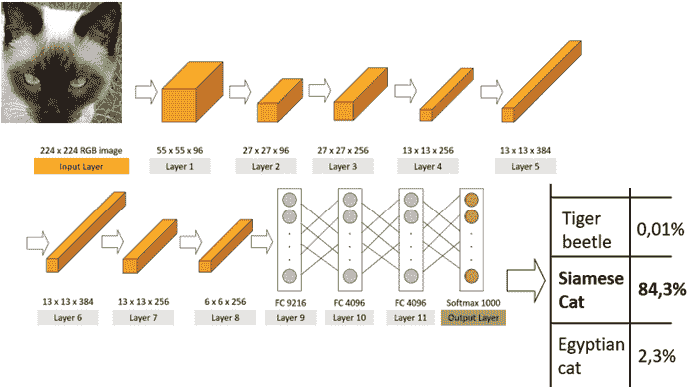 224 x 224 RGB image
Input Layer
55 x 55 x 96
Layer 1
27 x 27 x 96
Layer 2
27 x 27 x 256
Layer 3
13 x 13 x 256
Layer 4
13 x 13 x 384
Layer 5
13 x 13 x 384
Layer 6
13 x 13 x 256
Layer 7
6 x 6 x 256
Layer 8
FC 9216
Layer 9
FC 4096
Layer 10
FC 4096
Layer 11
Softmax 1000
Output Layer
Tiger
beetle
0,01%
Siamese
Cat
84,3%
Egyptian
cat
2,3%